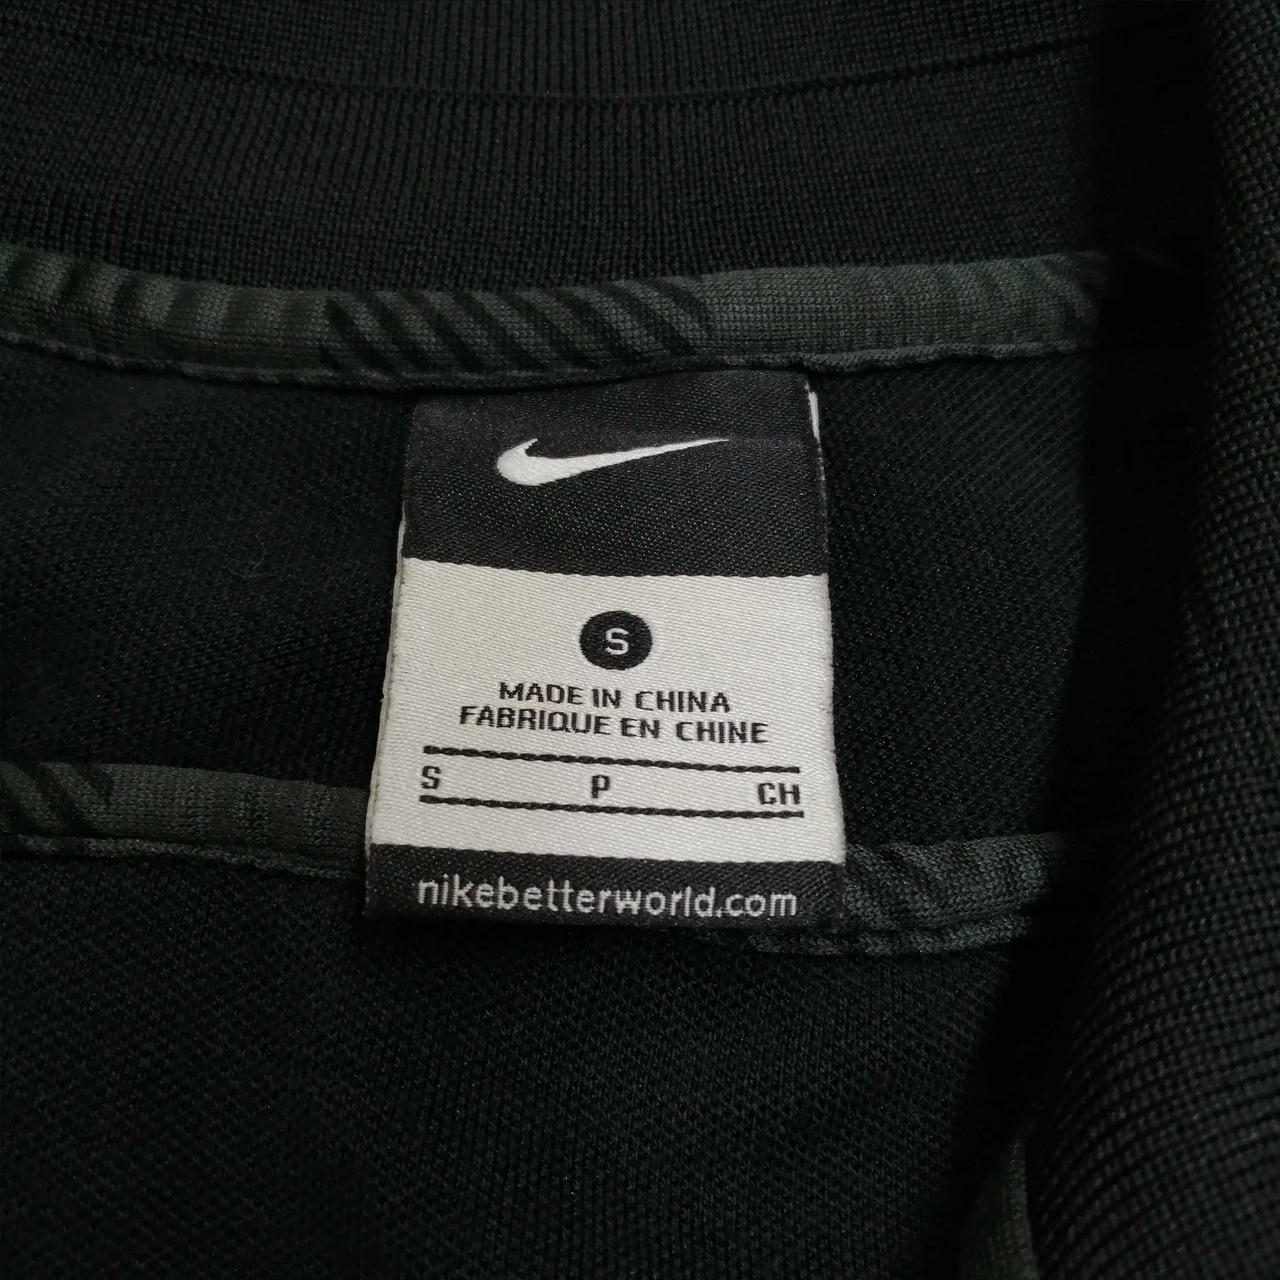 S
MADE IN CHINA
FABRIQUE EN CHINE
S P CH
nikebetterworld.com